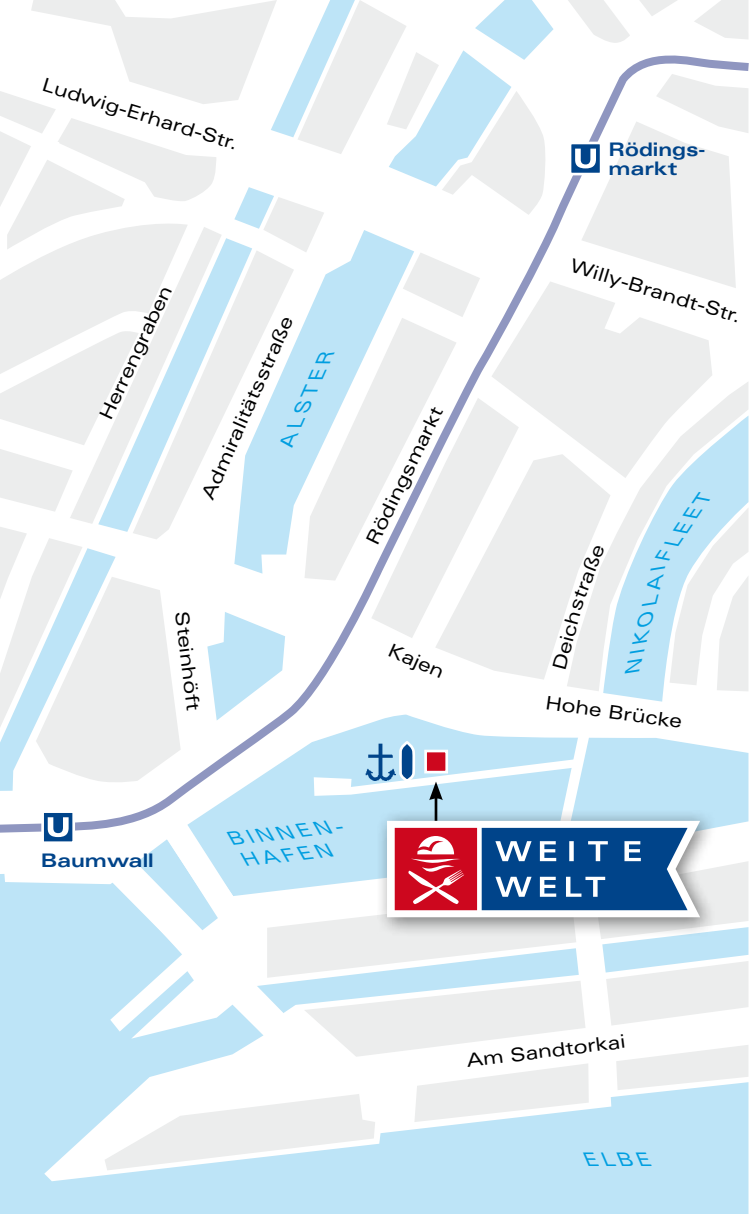 Ludwig-Erhard-Str.
U
Rödings-
markt
Willy-Brandt-Str.
Herrengraben
Admiralitätsstraße
ALSTER
Rödingsmarkt
NIKOLAIFLEET
Deichstraße
Steinhöft
Kajen
Hohe Brücke
U
Baumwall
BINNEN-
HAFEN
WEITE
WELT
Am Sandtorkai
ELBE